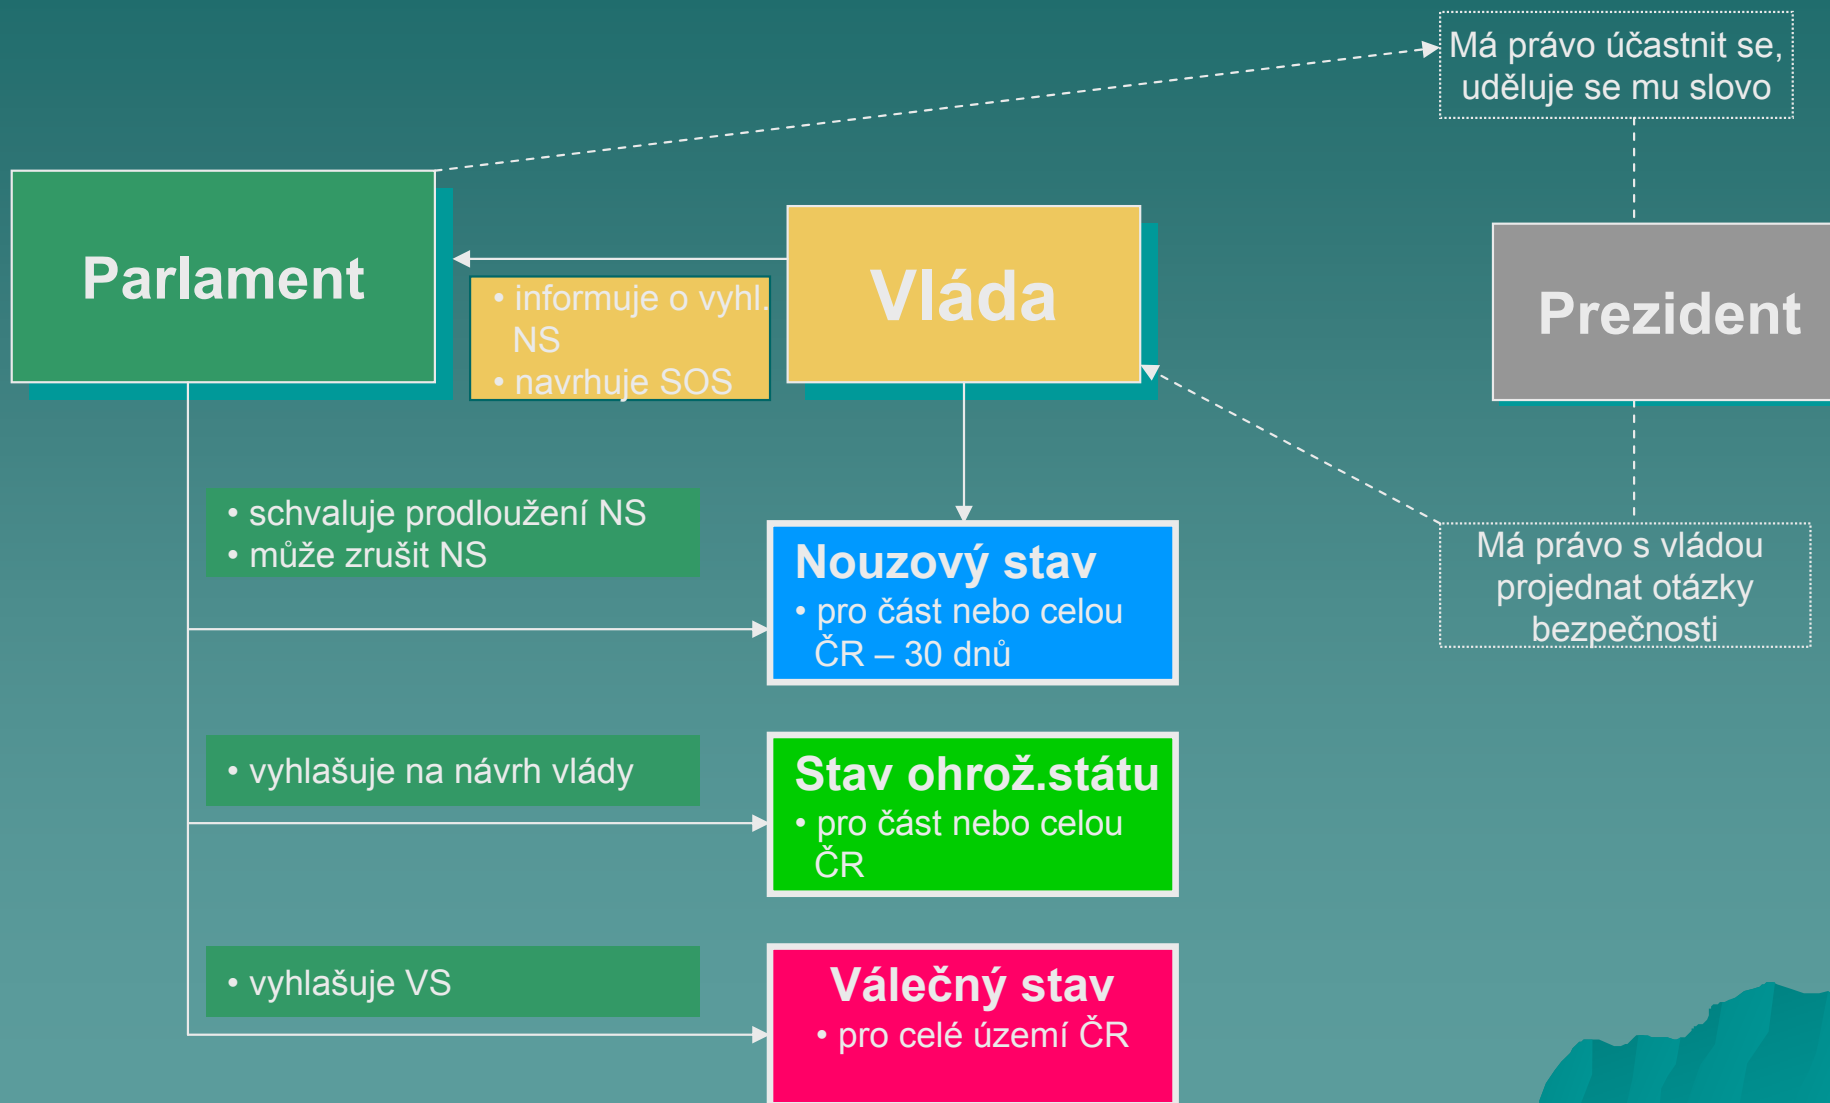 Má právo účastnit se,
uděluje se mu slovo
Parlament
• informuje o vyhl.
NS
• navrhuje SOS
Vláda
Prezident
• schvaluje prodloužení NS
• může zrušit NS
Nouzový stav
• pro část nebo celou
ČR – 30 dnů
Má právo s vládou
projednat otázky
bezpečnosti
• vyhlašuje na návrh vlády
Stav ohrož.státu
• pro část nebo celou
ČR
• vyhlašuje VS
Válečný stav
• pro celé území ČR